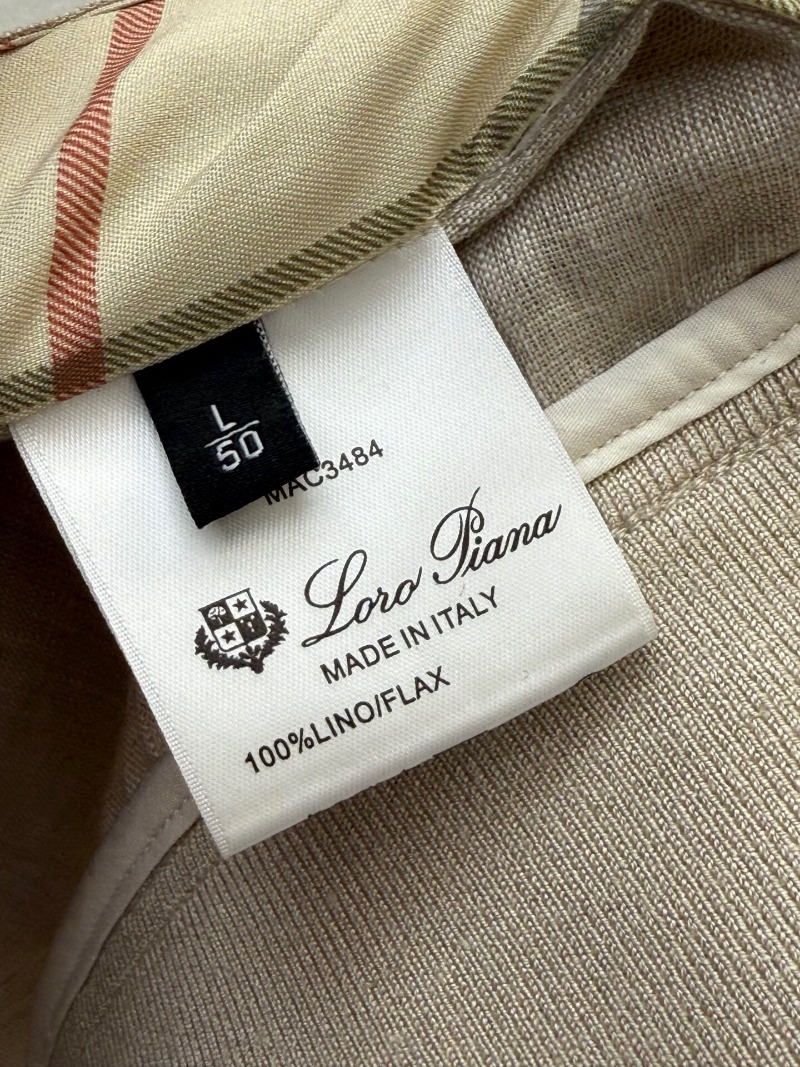 L
50
MAC3484
Loro Piana
MADE IN ITALY
100%LINO/FLAX